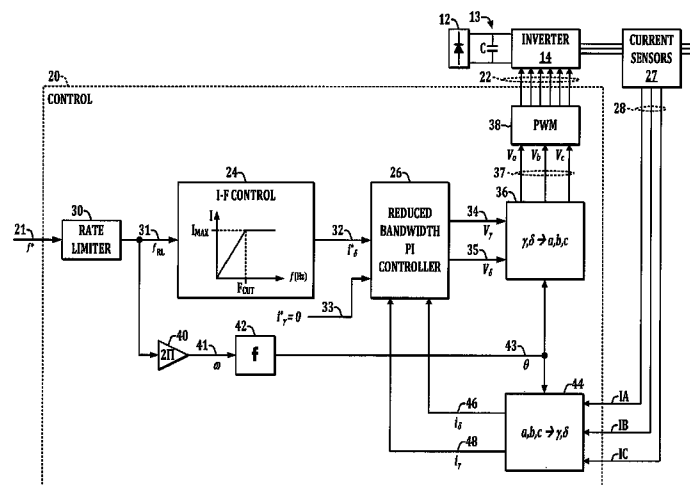 12
13
C
INVERTER
14
CURRENT
SENSORS
27
22
28
20
CONTROL
38
PWM
Va Vb Vc
37
36
24
I-F CONTROL
I
IMAX
f(Hz)
FCUT
26
REDUCED
BANDWIDTH
PI
CONTROLLER
34
Vγ
35
Vδ
γ,δ → a,b,c
21
f*
30
RATE
LIMITER
31
fRL
32
i*δ
33
i*γ = 0
40
2Π
41
ω
42
f
43
θ
44
a,b,c → γ,δ
IA
IB
IC
46
iδ
48
iγ